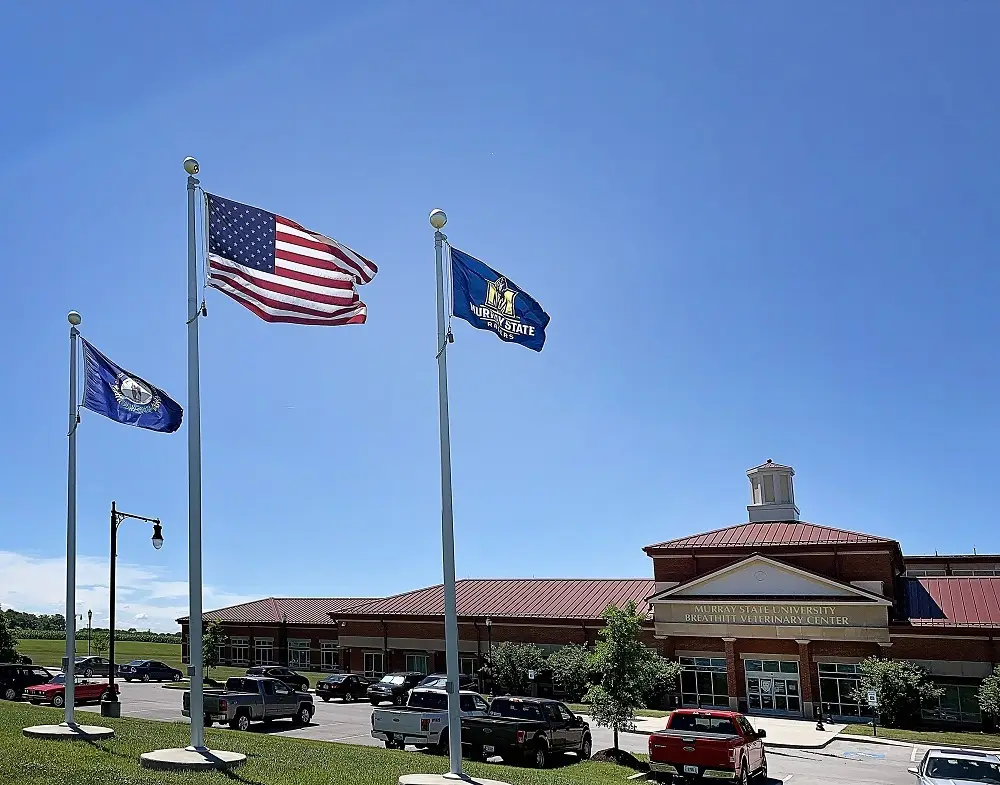 MURRAY STATE
RACERS
MURRAY STATE UNIVERSITY
BREATHITT VETERINARY CENTER